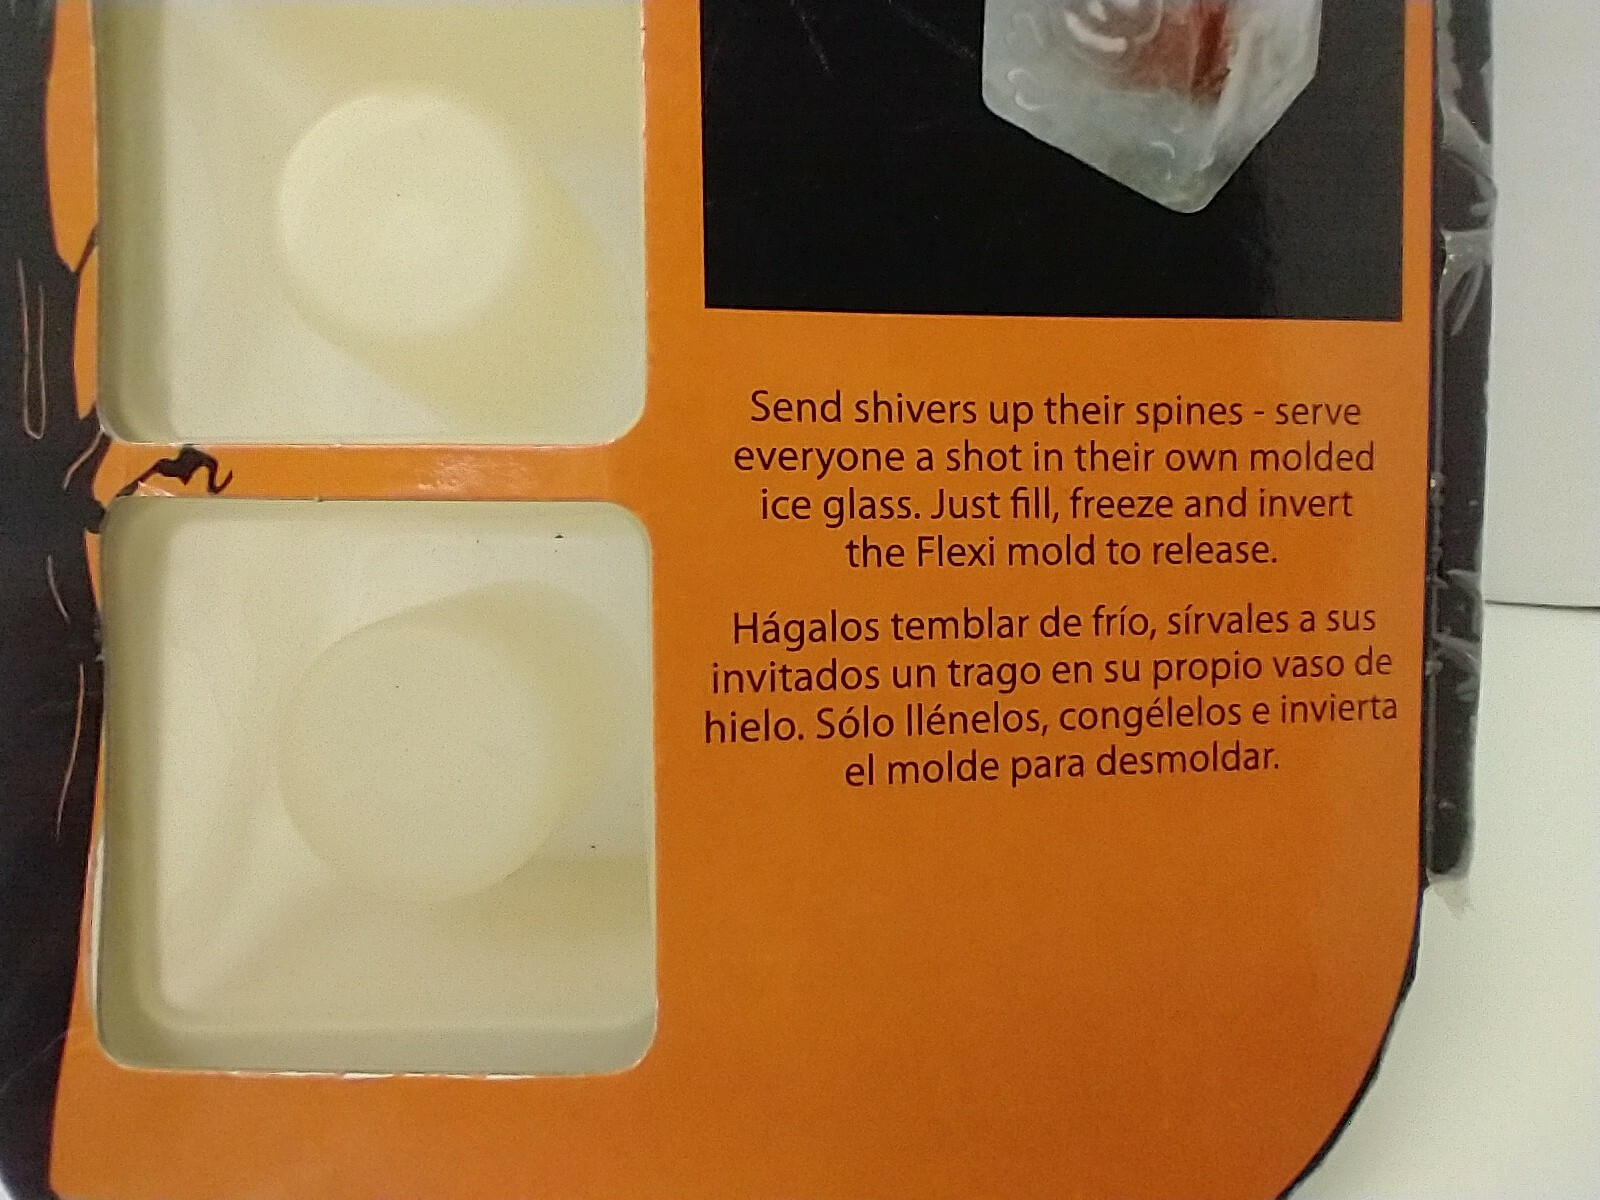 Send shivers up their spines - serve
everyone a shot in their own molded
ice glass. Just fill, freeze and invert
the Flexi mold to release.
Hágalos temblar de frío, sírvales a sus
invitados un trago en su propio vaso de
hielo. Sólo llénelos, congélelos e invierta
el molde para desmoldar.